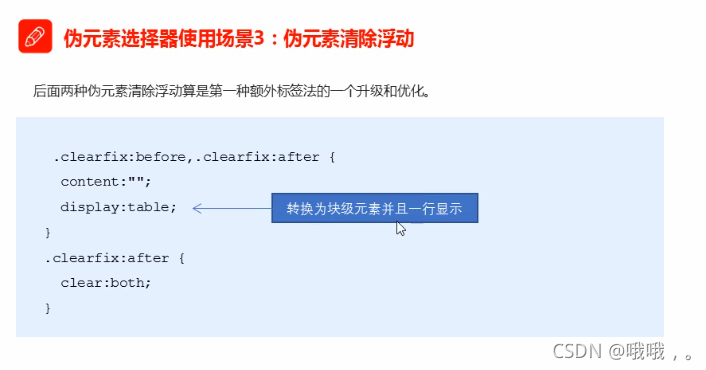 伪元素选择器使用场景3：伪元素清除浮动
后面两种伪元素清除浮动算是第一种额外标签法的一个升级和优化。
.clearfix:before,.clearfix:after {
content:"";
display:table;
转换为块级元素并且一行显示
}
.clearfix:after {
clear:both;
}
CSDN @哦哦，。